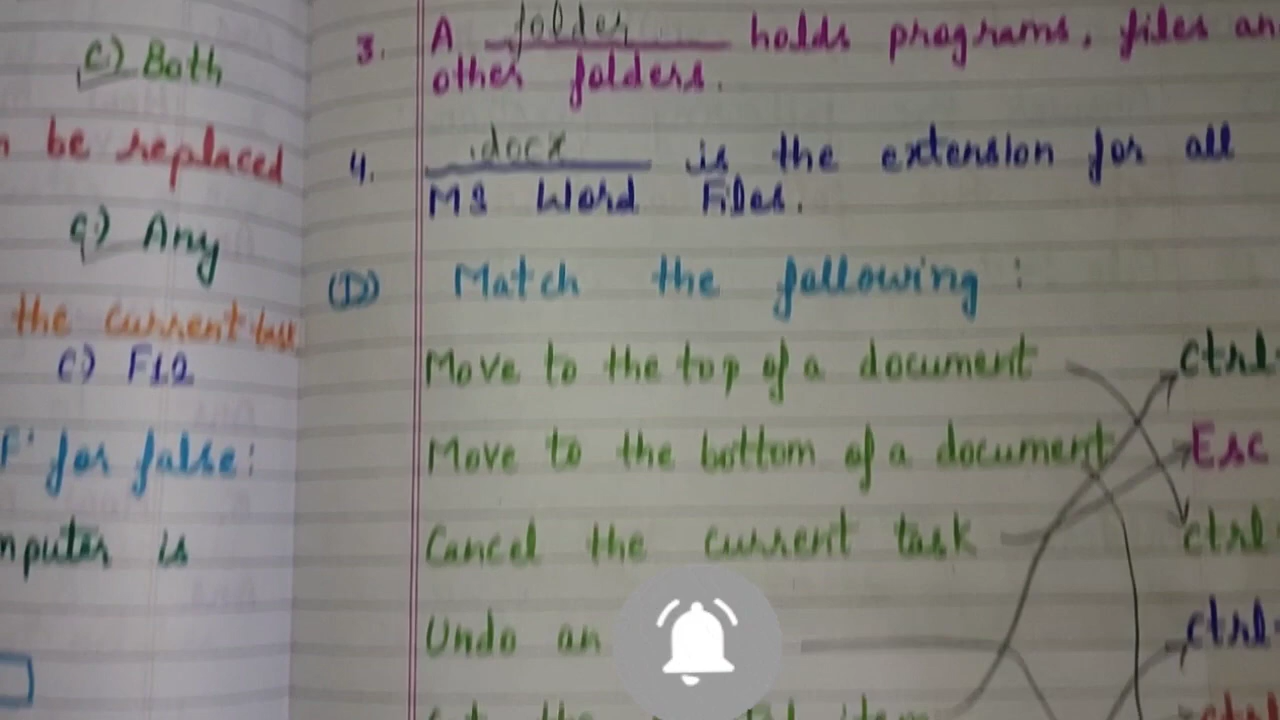 c) Both
be replaced
g) Any
the current task
c) F12
F' for false:
is
3. A folder holds programs, files an
other folders.
4. .docx is the extension for all
MS Word Files.
(D) Match the following :
Move to the top of a document ctrl
Move to the bottom of a document Esc
Cancel the current task ctrl
Undo an ctrl
item